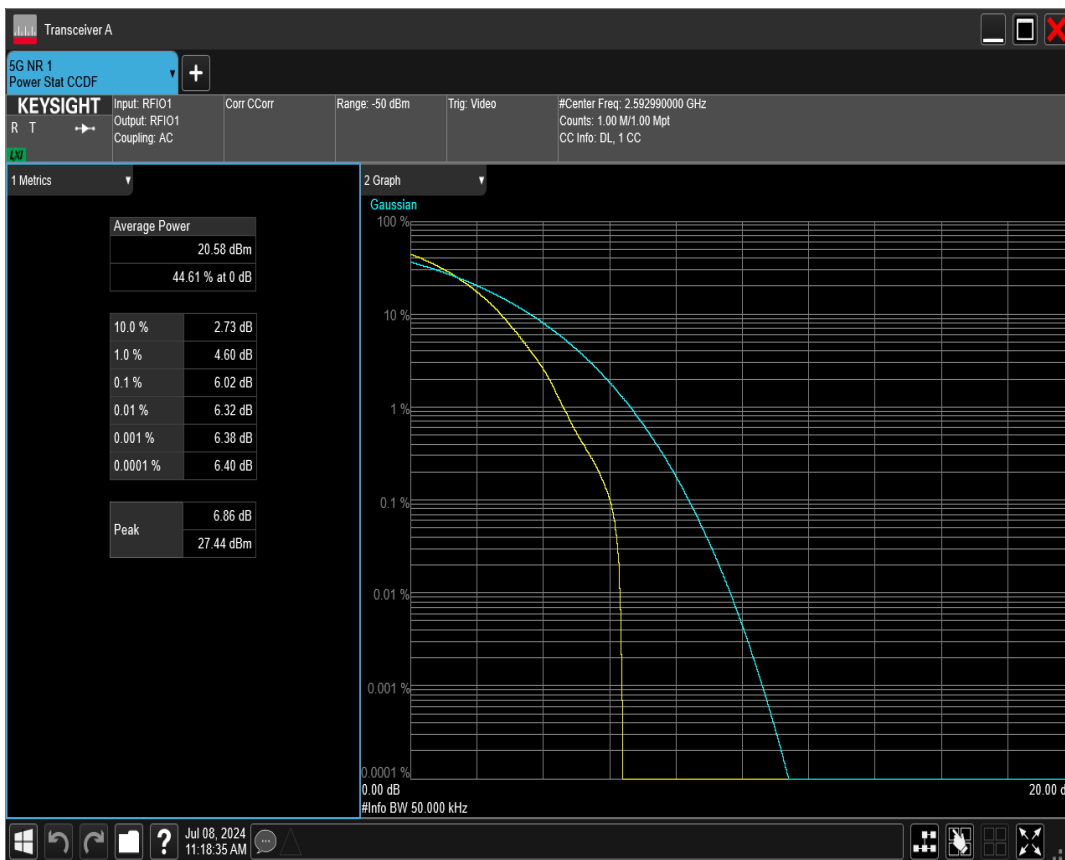 Transceiver A
5G NR 1
Power Stat CCDF
+
KEYSIGHT
R T
LXI
Input: RFIO1
Output: RFIO1
Coupling: AC
Corr CCorr
Range: -50 dBm
Trig: Video
#Center Freq: 2.592990000 GHz
Counts: 1.00 M/1.00 Mpt
CC Info: DL, 1 CC
1 Metrics
Average Power
20.58 dBm
44.61 % at 0 dB
10.0 % 2.73 dB
1.0 % 4.60 dB
0.1 % 6.02 dB
0.01 % 6.32 dB
0.001 % 6.38 dB
0.0001 % 6.40 dB
Peak 6.86 dB
27.44 dBm
2 Graph
Gaussian
100 %
10 %
1 %
0.1 %
0.01 %
0.001 %
0.0001 %
0.00 dB 20.00 d
#Info BW 50.000 kHz
?
Jul 08, 2024
11:18:35 AM